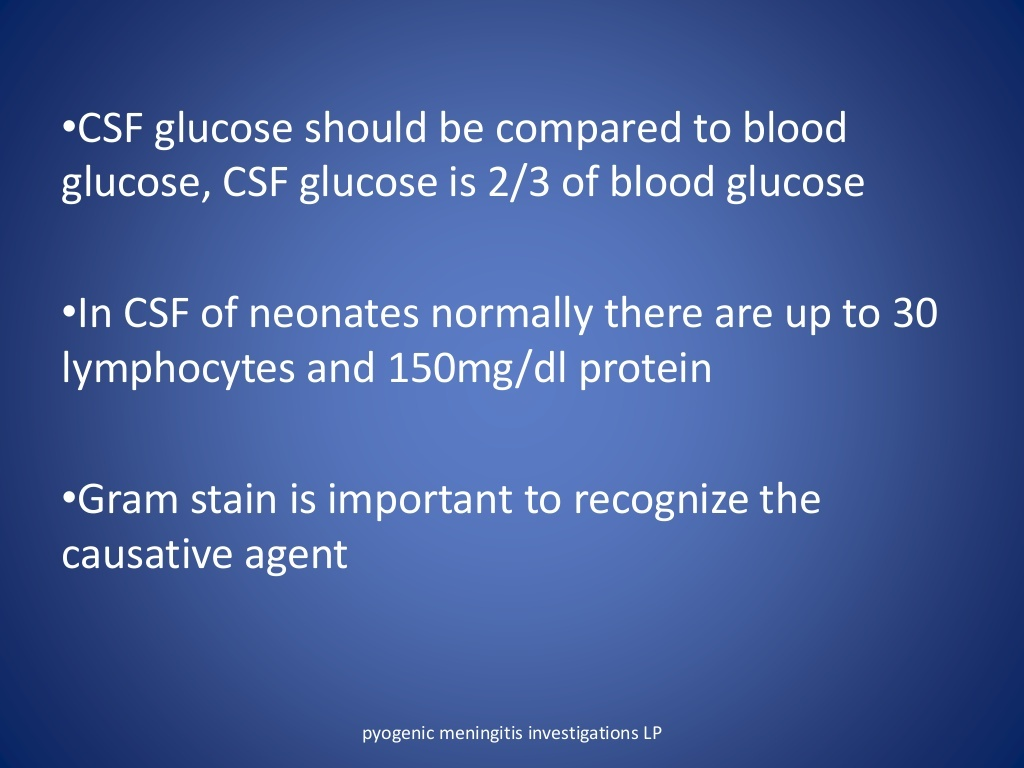 •CSF glucose should be compared to blood
glucose, CSF glucose is 2/3 of blood glucose
•In CSF of neonates normally there are up to 30
lymphocytes and 150mg/dl protein
•Gram stain is important to recognize the
causative agent
pyogenic meningitis investigations LP